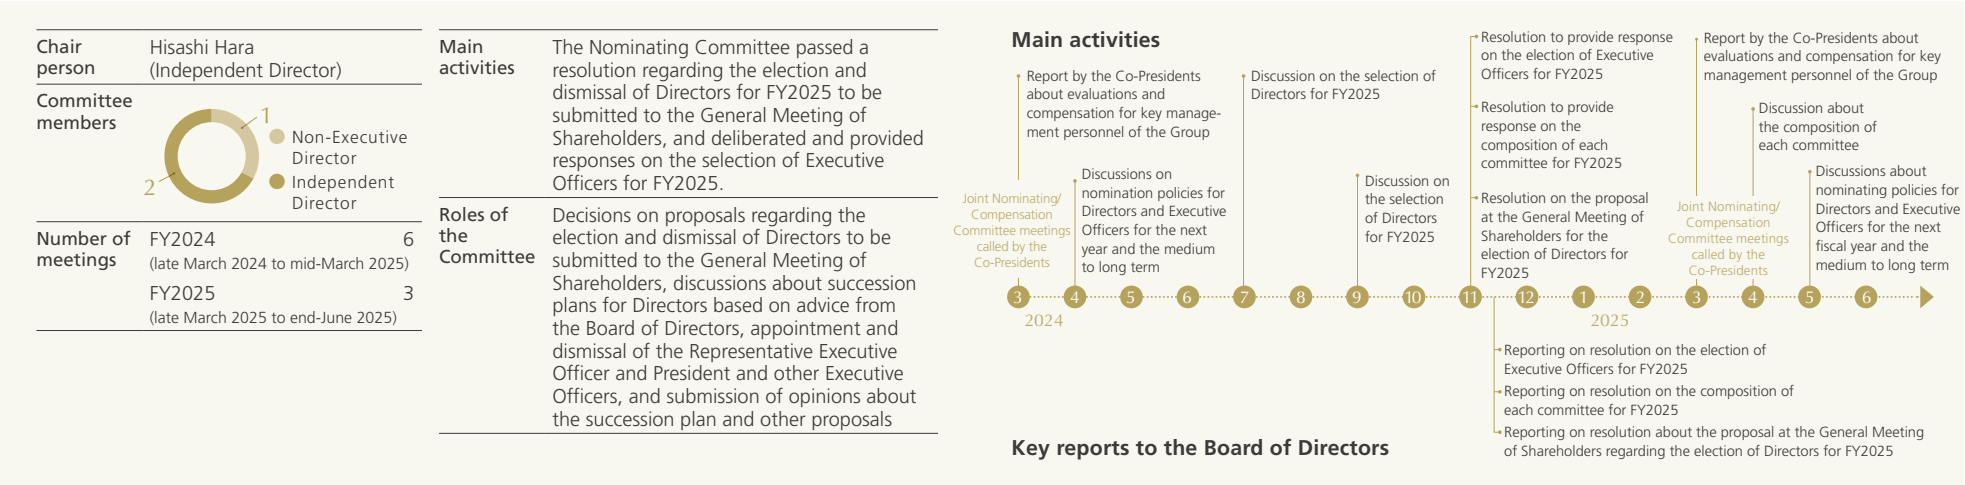 Chair
person
Hisashi Hara
(Independent Director)
Committee
members
1
2
Non-Executive
Director
Independent
Director
Number of
meetings
FY2024 6
(late March 2024 to mid-March 2025)
FY2025 3
(late March 2025 to end-June 2025)
Main
activities
The Nominating Committee passed a
resolution regarding the election and
dismissal of Directors for FY2025 to be
submitted to the General Meeting of
Shareholders, and deliberated and provided
responses on the selection of Executive
Officers for FY2025.
Roles of
the
Committee
Decisions on proposals regarding the
election and dismissal of Directors to be
submitted to the General Meeting of
Shareholders, discussions about succession
plans for Directors based on advice from
the Board of Directors, appointment and
dismissal of the Representative Executive
Officer and President and other Executive
Officers, and submission of opinions about
the succession plan and other proposals
Main activities
Report by the Co-Presidents
about evaluations and
compensation for key manage-
ment personnel of the Group
Joint Nominating/
Compensation
Committee meetings
called by the
Co-Presidents
Discussions on
nomination policies for
Directors and Executive
Officers for the next
year and the medium
to long term
Discussion on the selection of
Directors for FY2025
Discussion on
the selection
of Directors
for FY2025
Resolution to provide response
on the election of Executive
Officers for FY2025
Resolution to provide
response on the
composition of each
committee for FY2025
Resolution on the proposal
at the General Meeting of
Shareholders for the
election of Directors for
FY2025
Report by the Co-Presidents about
evaluations and compensation for key
management personnel of the Group
Joint Nominating/
Compensation
Committee meetings
called by the
Co-Presidents
Discussion about
the composition of
each committee
Discussions about
nominating policies for
Directors and Executive
Officers for the next
fiscal year and the
medium to long term
3 4 5 6 7 8 9 10 11 12 1 2 3 4 5 6
2024 2025
Reporting on resolution on the election of
Executive Officers for FY2025
Reporting on resolution on the composition of
each committee for FY2025
Reporting on resolution about the proposal at the General Meeting
of Shareholders regarding the election of Directors for FY2025
Key reports to the Board of Directors